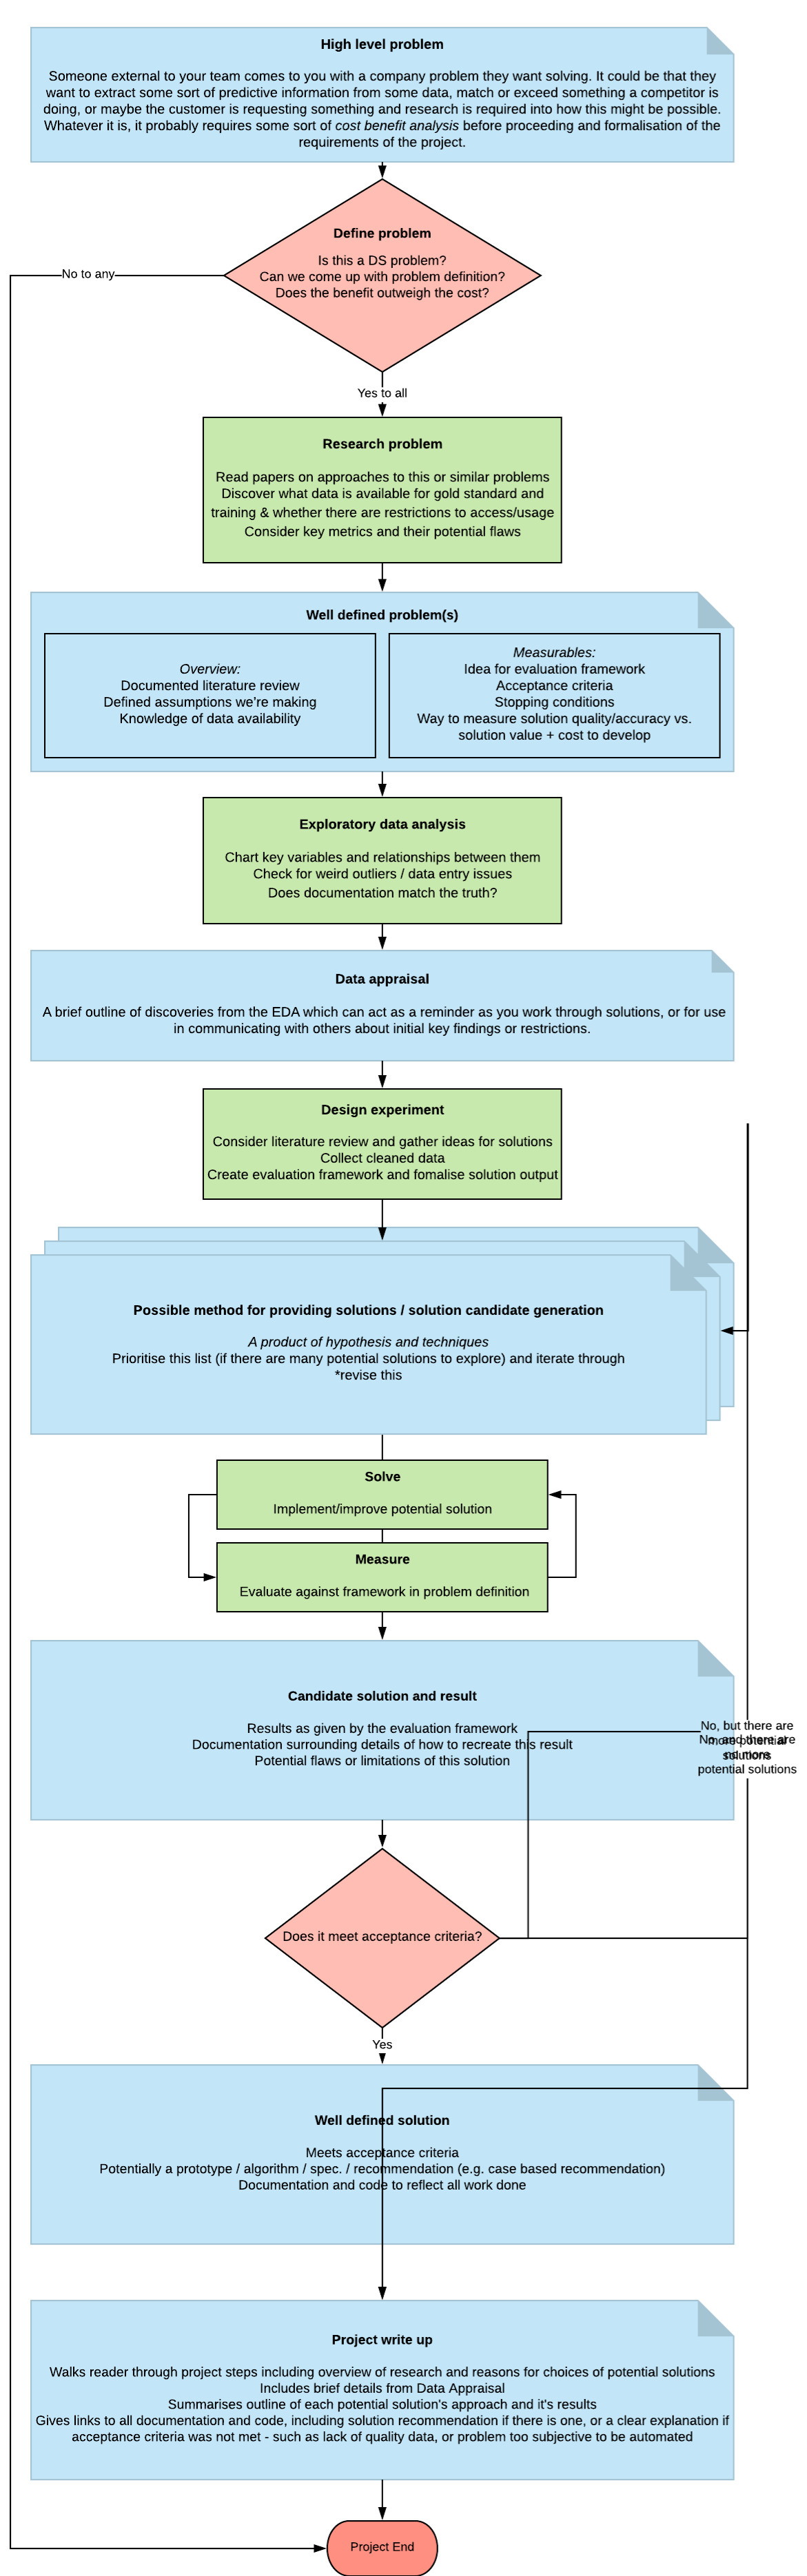 High level problem
Someone external to your team comes to you with a company problem they want solving. It could be that they
want to extract some sort of predictive information from some data, match or exceed something a competitor is
doing, or maybe the customer is requesting something and research is required into how this might be possible.
Whatever it is, it probably requires some sort of cost benefit analysis before proceeding and formalisation of the
requirements of the project.
Define problem
Is this a DS problem?
Can we come up with problem definition?
Does the benefit outweigh the cost?
No to any
Yes to all
Research problem
Read papers on approaches to this or similar problems
Discover what data is available for gold standard and
training & whether there are restrictions to access/usage
Consider key metrics and their potential flaws
Well defined problem(s)
Overview:
Documented literature review
Defined assumptions we're making
Knowledge of data availability
Measurables:
Idea for evaluation framework
Acceptance criteria
Stopping conditions
Way to measure solution quality/accuracy vs.
solution value + cost to develop
Exploratory data analysis
Chart key variables and relationships between them
Check for weird outliers / data entry issues
Does documentation match the truth?
Data appraisal
A brief outline of discoveries from the EDA which can act as a reminder as you work through solutions, or for use
in communicating with others about initial key findings or restrictions.
Design experiment
Consider literature review and gather ideas for solutions
Collect cleaned data
Create evaluation framework and fomalise solution output
Possible method for providing solutions / solution candidate generation
A product of hypothesis and techniques
Prioritise this list (if there are many potential solutions to explore) and iterate through
*revise this
Solve
Implement/improve potential solution
Measure
Evaluate against framework in problem definition
Candidate solution and result
Results as given by the evaluation framework
Documentation surrounding details of how to recreate this result
Potential flaws or limitations of this solution
No, but there are
more potential
solutions
No, and there are
no more
potential solutions
Does it meet acceptance criteria?
Yes
Well defined solution
Meets acceptance criteria
Potentially a prototype / algorithm / spec. / recommendation (e.g. case based recommendation)
Documentation and code to reflect all work done
Project write up
Walks reader through project steps including overview of research and reasons for choices of potential solutions
Includes brief details from Data Appraisal
Summarises outline of each potential solution's approach and it's results
Gives links to all documentation and code, including solution recommendation if there is one, or a clear explanation if
acceptance criteria was not met - such as lack of quality data, or problem too subjective to be automated
Project End